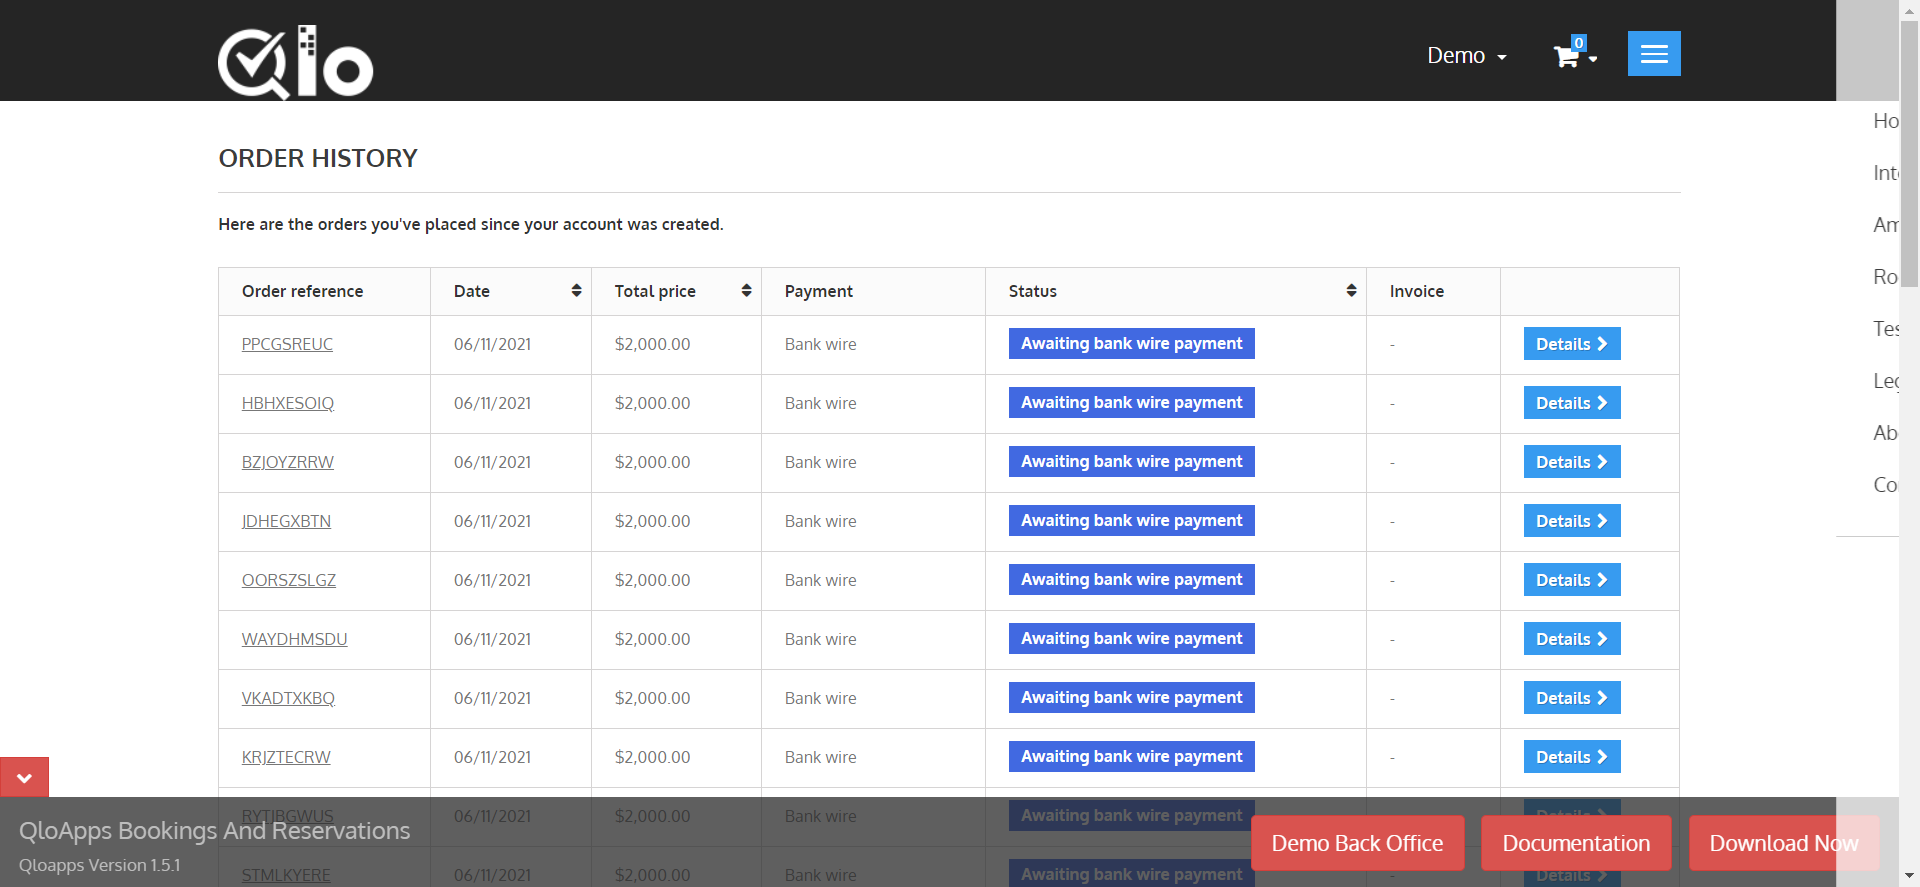 Qlo
Demo
0
Ho
Int
Am
Ro
Tes
Leg
Ab
Co
ORDER HISTORY
Here are the orders you've placed since your account was created.
Order reference Date Total price Payment Status Invoice
PPCGSREUC 06/11/2021 $2,000.00 Bank wire Awaiting bank wire payment - Details
HBHXESOIQ 06/11/2021 $2,000.00 Bank wire Awaiting bank wire payment - Details
BZJOYZRRW 06/11/2021 $2,000.00 Bank wire Awaiting bank wire payment - Details
JDHEGXBTN 06/11/2021 $2,000.00 Bank wire Awaiting bank wire payment - Details
OORSZSLGZ 06/11/2021 $2,000.00 Bank wire Awaiting bank wire payment - Details
WAYDHMSDU 06/11/2021 $2,000.00 Bank wire Awaiting bank wire payment - Details
VKADTXKBQ 06/11/2021 $2,000.00 Bank wire Awaiting bank wire payment - Details
KRJZTECRW 06/11/2021 $2,000.00 Bank wire Awaiting bank wire payment - Details
RYTJBGWUS 06/11/2021 $2,000.00 Bank wire Awaiting bank wire payment - Details
STMLKYERE 06/11/2021 $2,000.00 Bank wire Awaiting bank wire payment - Details
QloApps Bookings And Reservations
Qloapps Version 1.5.1
Demo Back Office
Documentation
Download Now